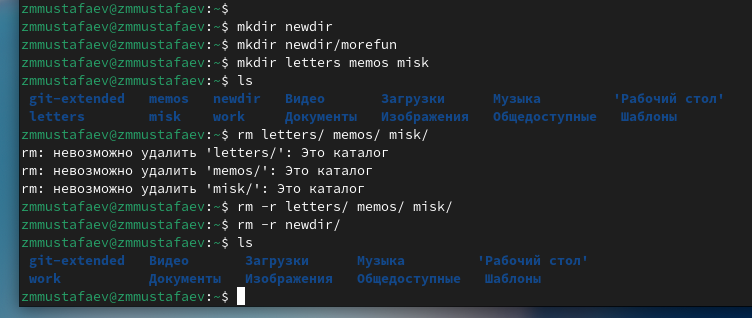 zmmustafaev@zmmustafaev:~$
zmmustafaev@zmmustafaev:~$ mkdir newdir
zmmustafaev@zmmustafaev:~$ mkdir newdir/morefun
zmmustafaev@zmmustafaev:~$ mkdir letters memos misk
zmmustafaev@zmmustafaev:~$ ls
git-extended memos newdir Видео Загрузки Музыка 'Рабочий стол'
letters misk work Документы Изображения Общедоступные Шаблоны
zmmustafaev@zmmustafaev:~$ rm letters/ memos/ misk/
rm: невозможно удалить 'letters/': Это каталог
rm: невозможно удалить 'memos/': Это каталог
rm: невозможно удалить 'misk/': Это каталог
zmmustafaev@zmmustafaev:~$ rm -r letters/ memos/ misk/
zmmustafaev@zmmustafaev:~$ rm -r newdir/
zmmustafaev@zmmustafaev:~$ ls
git-extended Видео Загрузки Музыка 'Рабочий стол'
work Документы Изображения Общедоступные Шаблоны
zmmustafaev@zmmustafaev:~$